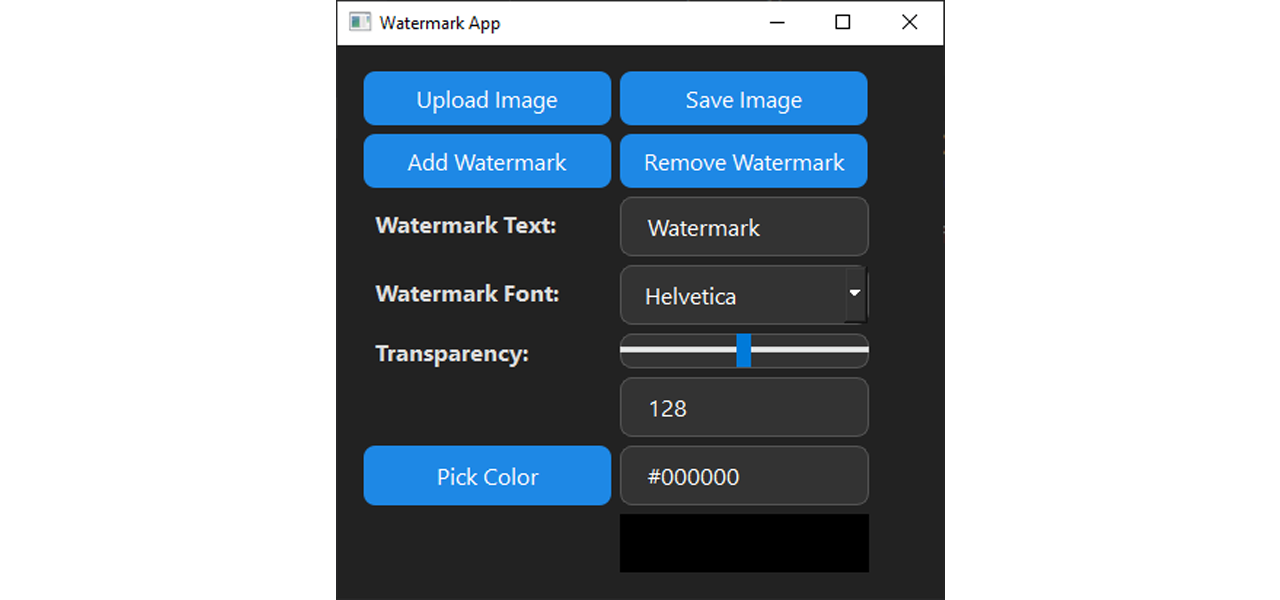 Watermark App
Upload Image
Save Image
Add Watermark
Remove Watermark
Watermark Text:
Watermark
Watermark Font:
Helvetica
Transparency:
128
Pick Color
#000000